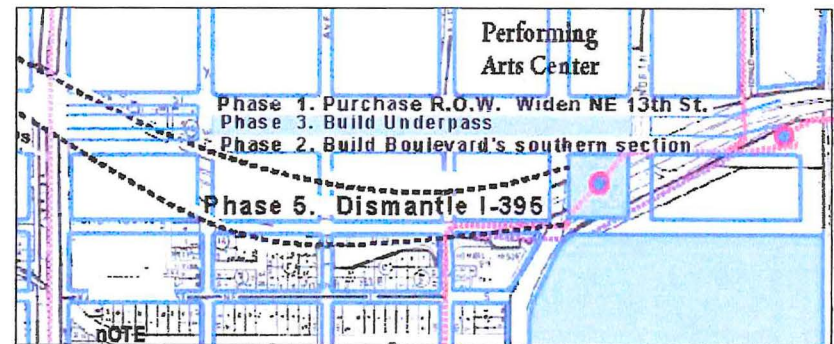 Performing
Arts Center
Phase 1. Purchase R.O.W. Widen NE 13th St.
Phase 3. Build Underpass
Phase 2. Build Boulevard's southern section
Phase 5. Dismantle I-395
nOTE